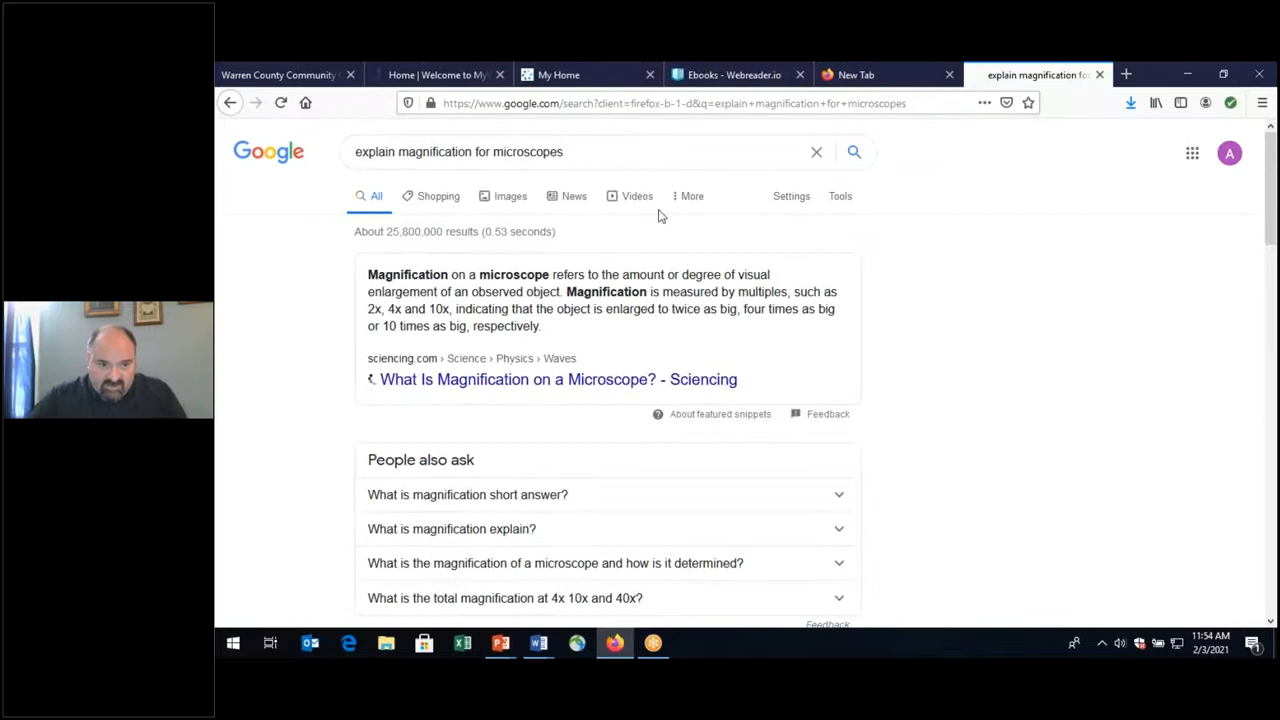 Warren County Community
Home | Welcome to My
My Home
Ebooks - Webreader.io
New Tab
explain magnification fo
https://www.google.com/search?client=firefox-b-1-d&q=explain+magnification+for+microscopes
Google
explain magnification for microscopes
A
All
Shopping
Images
News
Videos
More
Settings
Tools
About 25,800,000 results (0.53 seconds)
Magnification on a microscope refers to the amount or degree of visual
enlargement of an observed object. Magnification is measured by multiples, such as
2x, 4x and 10x, indicating that the object is enlarged to twice as big, four times as big
or 10 times as big, respectively.
sciencing.com › Science › Physics › Waves
What Is Magnification on a Microscope? - Sciencing
About featured snippets
Feedback
People also ask
What is magnification short answer?
What is magnification explain?
What is the magnification of a microscope and how is it determined?
What is the total magnification at 4x 10x and 40x?
Feedback
11:54 AM
2/3/2021